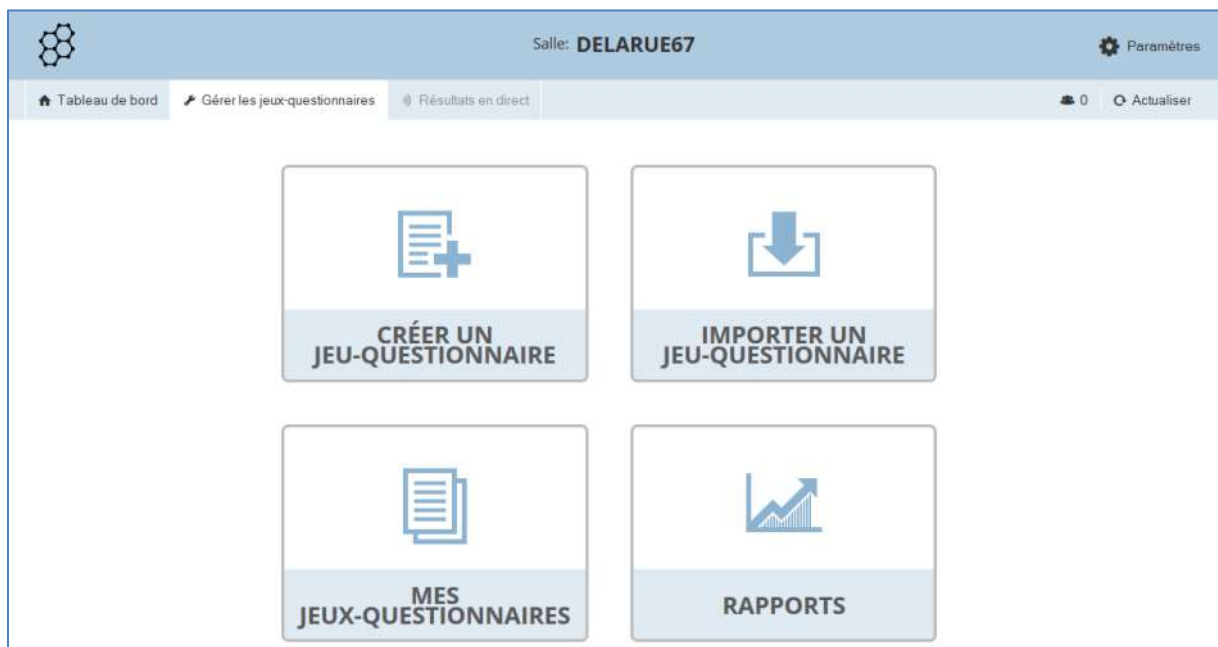 Salle: DELARUE67
Paramètres
Tableau de bord
Gérer les jeux-questionnaires
Résultats en direct
0
Actualiser
CRÉER UN
JEU-QUESTIONNAIRE
IMPORTER UN
JEU-QUESTIONNAIRE
MES
JEUX-QUESTIONNAIRES
RAPPORTS